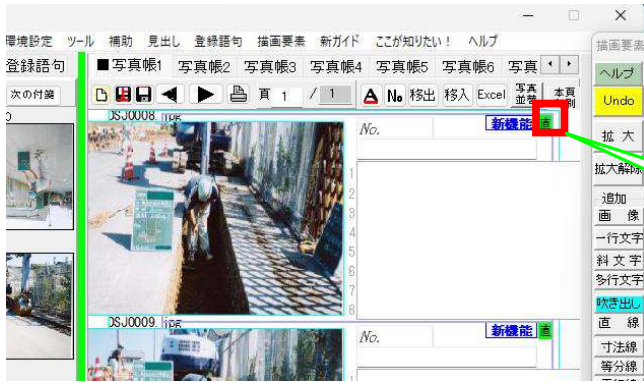 環境設定 ツール 補助 見出し 登録語句 描画要素 新ガイド ここが知りたい! ヘルプ
登録語句 ■写真帳1 写真帳2 写真帳3 写真帳4 写真帳5 写真帳6 写真
次の付箋 頁 1 / 1 A No 移出 移入 Excel 写真並替 本頁
DSJ0008. jpg
No.
新機能 直
1
2
3
4
5
6
7
8
DSJ0009. jpg
No.
新機能 直
1
描画要素
ヘルプ
Undo
拡 大
拡大解除
追加
画 像
一行文字
斜 文 字
多行文字
吹き出し
直 線
寸法線
等分線